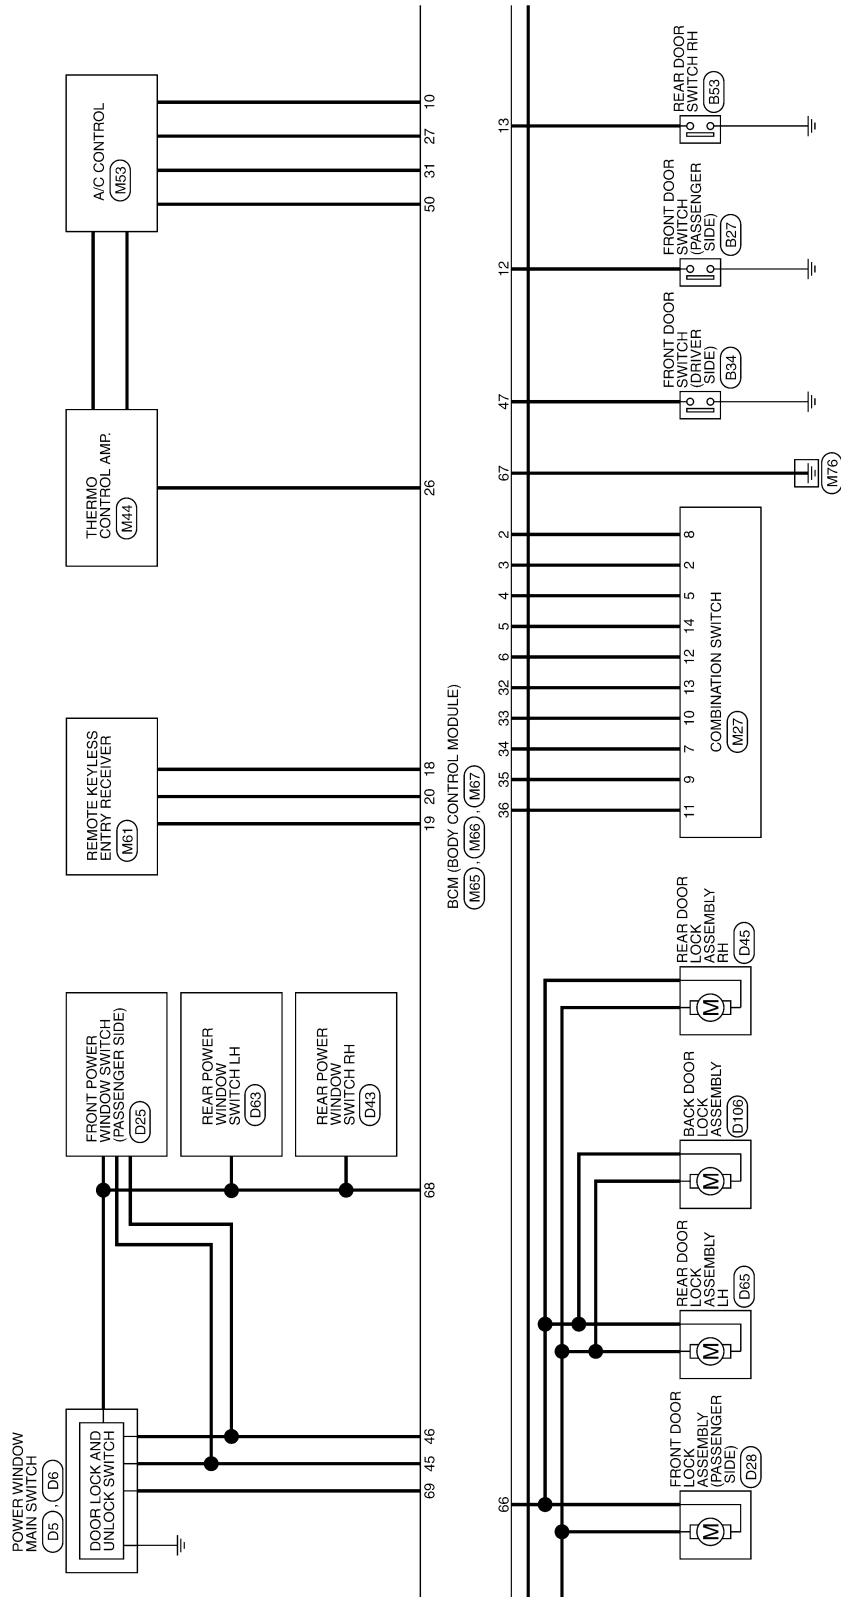 POWER WINDOW
MAIN SWITCH
D5 , D6
DOOR LOCK AND
UNLOCK SWITCH
FRONT POWER
WINDOW SWITCH
(PASSENGER SIDE)
D25
REAR POWER
WINDOW
SWITCH LH
D63
REAR POWER
WINDOW
SWITCH RH
D43
REMOTE KEYLESS
ENTRY RECEIVER
M61
THERMO
CONTROL AMP.
M44
A/C CONTROL
M53
69
45
46
68
19
20
18
26
50
31
27
10
BCM (BODY CONTROL MODULE)
M65 , M66 , M67
66
36
35
34
33
32
6
5
4
3
2
67
47
12
13
FRONT DOOR
LOCK
ASSEMBLY
(PASSENGER
SIDE)
D28
M
REAR DOOR
LOCK
ASSEMBLY
LH
D65
M
BACK DOOR
LOCK
ASSEMBLY
D106
M
REAR DOOR
LOCK
ASSEMBLY
RH
D45
M
11
9
7
10
13
12
14
5
2
8
COMBINATION SWITCH
M27
M76
FRONT DOOR
SWITCH
(DRIVER
SIDE)
B34
FRONT DOOR
SWITCH
(PASSENGER
SIDE)
B27
REAR DOOR
SWITCH RH
B53